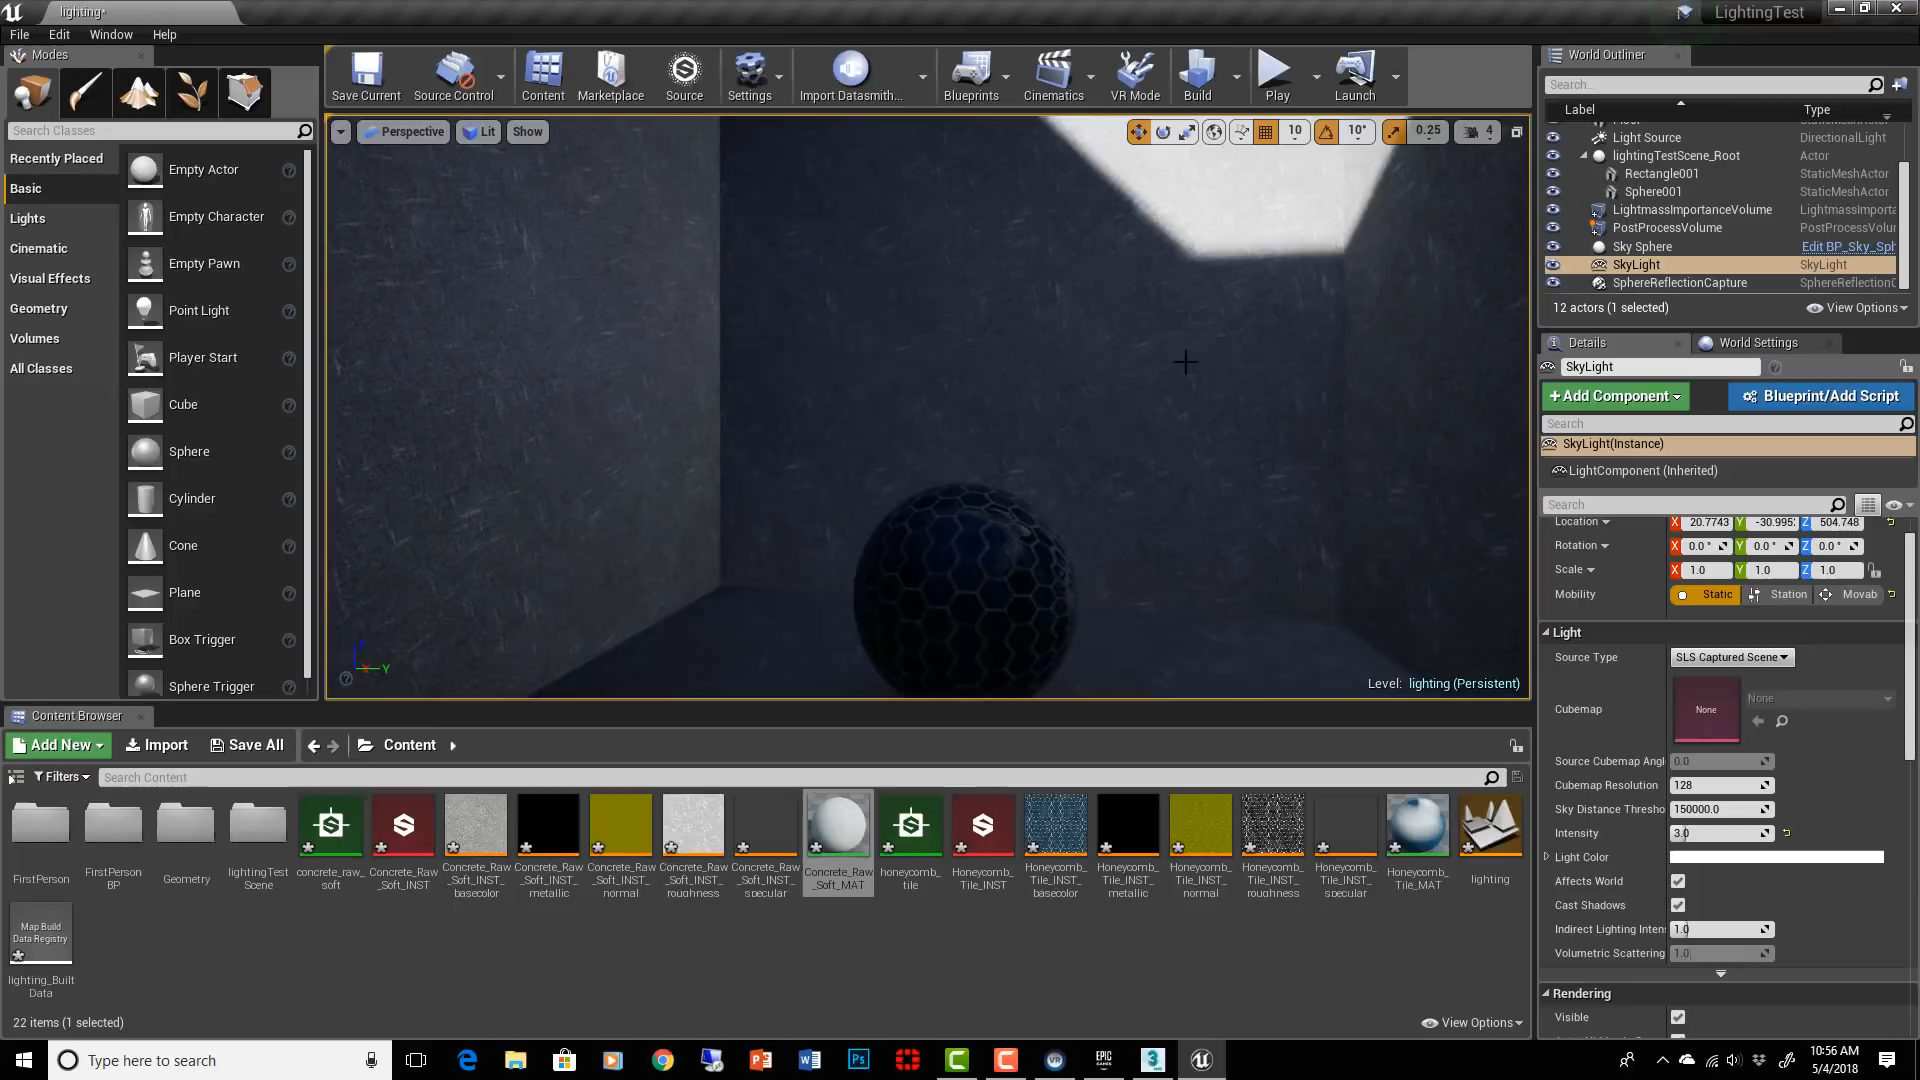 lighting*
LightingTest
File Edit Window Help
Modes
Search Classes
Recently Placed
Basic
Lights
Cinematic
Visual Effects
Geometry
Volumes
All Classes
Empty Actor
Empty Character
Empty Pawn
Point Light
Player Start
Cube
Sphere
Cylinder
Cone
Plane
Box Trigger
Sphere Trigger
Save Current Source Control Content Marketplace Source Settings Import Datasmith... Blueprints Cinematics VR Mode Build Play Launch
Perspective Lit Show
10 10° 0.25 4
Z
X Y
Level: lighting (Persistent)
World Outliner
Search...
Label Type
Light Source DirectionalLight
lightingTestScene_Root Actor
Rectangle001 StaticMeshActor
Sphere001 StaticMeshActor
LightmassImportanceVolume LightmassImporta
PostProcessVolume PostProcessVolu
Sky Sphere Edit BP_Sky_Sph
SkyLight SkyLight
SphereReflectionCapture SphereReflectionC
12 actors (1 selected) View Options
Details World Settings
SkyLight
+Add Component Blueprint/Add Script
Search
SkyLight(Instance)
LightComponent (Inherited)
Search
Location X 20.7743 Y -30.995 Z 504.748
Rotation X 0.0 ° Y 0.0 ° Z 0.0 °
Scale X 1.0 Y 1.0 Z 1.0
Mobility Static Station Movab
Light
Source Type SLS Captured Scene
Cubemap None None
Source Cubemap Angl 0.0
Cubemap Resolution 128
Sky Distance Thresho 150000.0
Intensity 3.0
Light Color
Affects World
Cast Shadows
Indirect Lighting Inten 1.0
Volumetric Scattering 1.0
Rendering
Visible
Content Browser
Add New Import Save All Content
Filters Search Content
FirstPerson
FirstPerson
BP
Geometry
lightingTest
Scene
concrete_raw_
soft
Concrete_Raw
_Soft_INST
Concrete_Raw
_Soft_INST_
basecolor
Concrete_Raw
_Soft_INST_
metallic
Concrete_Raw
_Soft_INST_
normal
Concrete_Raw
_Soft_INST_
roughness
Concrete_Raw
_Soft_INST_
specular
Concrete_Raw
_Soft_MAT
honeycomb_
tile
Honeycomb_
Tile_INST
Honeycomb_
Tile_INST_
basecolor
Honeycomb_
Tile_INST_
metallic
Honeycomb_
Tile_INST_
normal
Honeycomb_
Tile_INST_
roughness
Honeycomb_
Tile_INST_
specular
Honeycomb_
Tile_MAT
lighting
Map Build
Data Registry
lighting_Built
Data
22 items (1 selected)
View Options
Type here to search
EPIC
GAMES
10:56 AM
5/4/2018